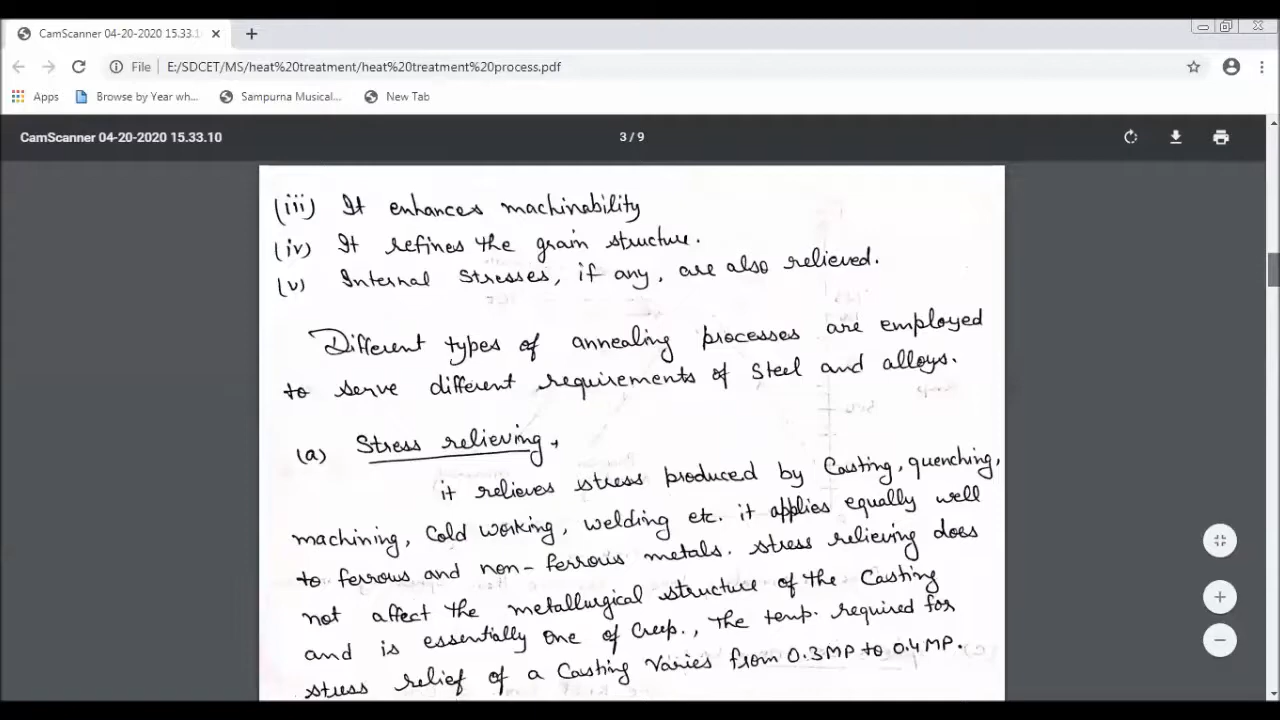 CamScanner 04-20-2020 15.33.1
File
E:/SDCET/MS/heat%20treatment/heat%20treatment%20process.pdf
Apps
Browse by Year wh...
Sampurna Musical...
New Tab
CamScanner 04-20-2020 15.33.10
3 / 9
(iii) It enhances machinability
(iv) It refines the grain structure.
(v) Internal Stresses, if any, are also relieved.
Different types of annealing processes are employed
to serve different requirements of Steel and alloys.
(a) Stress relieving,
it relieves stress produced by Casting, quenching,
machining, Cold working, welding etc. it applies equally well
to ferrous and non-ferrous metals. Stress relieving does
not affect the metallurgical structure of the Casting
and is essentially one of Creep., The temp. required for
stress relief of a Casting varies from 0.3MP to 0.4MP.